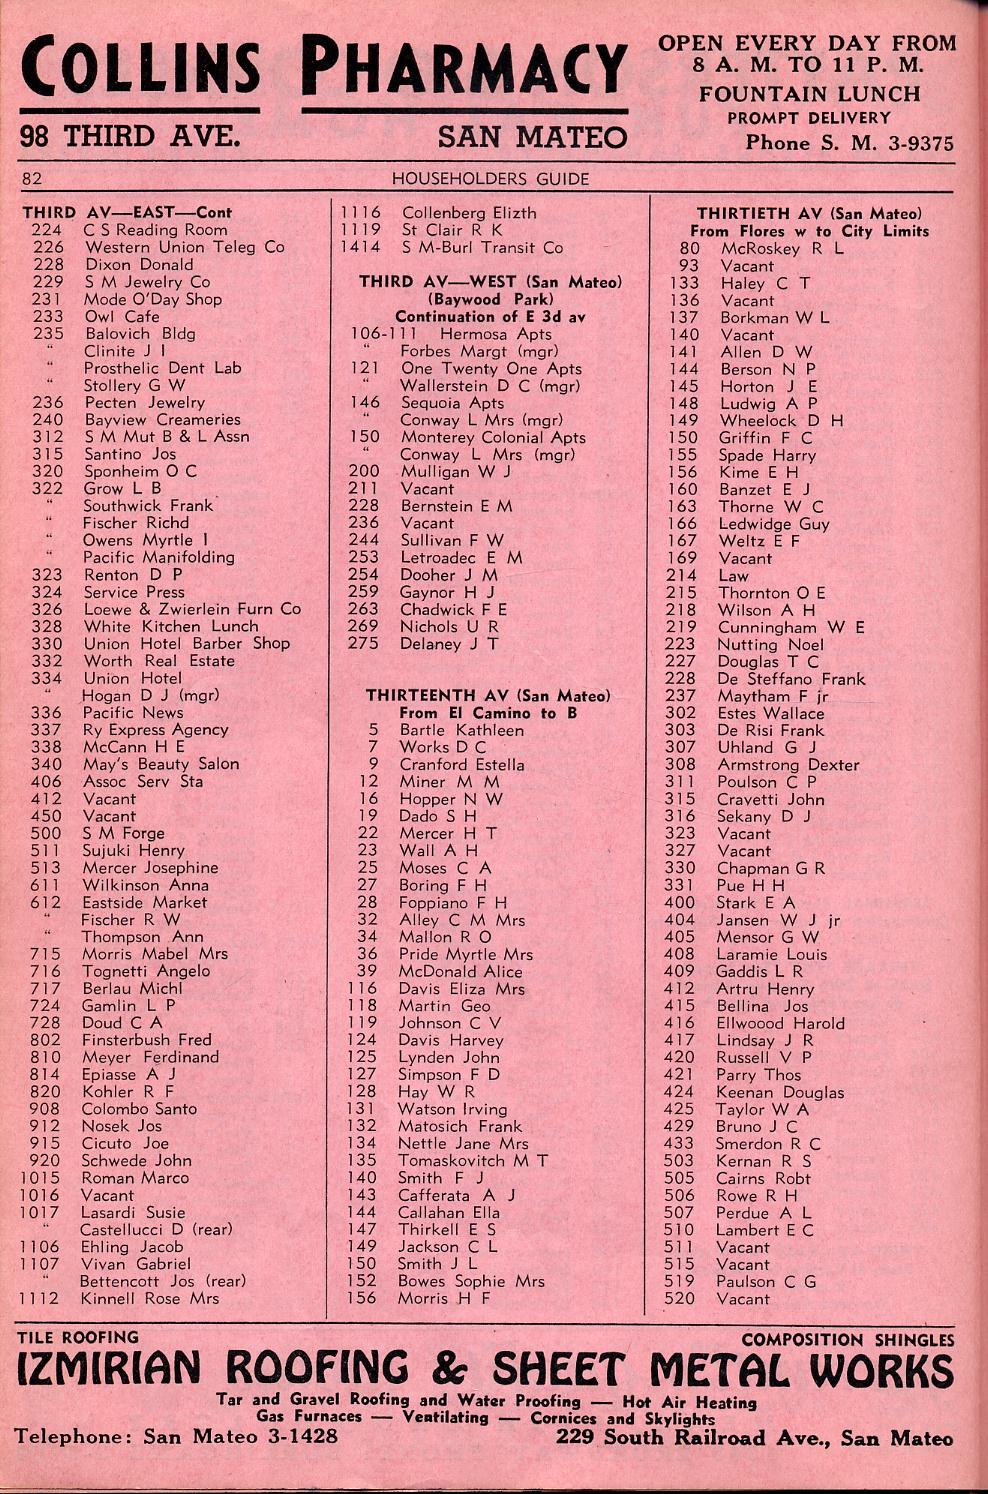 COLLINS PHARMACY
98 THIRD AVE. SAN MATEO
OPEN EVERY DAY FROM
8 A. M. TO 11 P. M.
FOUNTAIN LUNCH
PROMPT DELIVERY
Phone S. M. 3-9375
82 HOUSEHOLDERS GUIDE
THIRD AV—EAST—Cont
224 C S Reading Room
226 Western Union Teleg Co
228 Dixon Donald
229 S M Jewelry Co
231 Mode O'Day Shop
233 Owl Cafe
235 Balovich Bldg
" Clinite J I
" Prosthelic Dent Lab
" Stollery G W
236 Pecten Jewelry
240 Bayview Creameries
312 S M Mut B & L Assn
315 Santino Jos
320 Sponheim O C
322 Grow L B
" Southwick Frank
" Fischer Richd
" Owens Myrtle I
" Pacific Manifolding
323 Renton D P
324 Service Press
326 Loewe & Zwierlein Furn Co
328 White Kitchen Lunch
330 Union Hotel Barber Shop
332 Worth Real Estate
334 Union Hotel
" Hogan D J (mgr)
336 Pacific News
337 Ry Express Agency
338 McCann H E
340 May's Beauty Salon
406 Assoc Serv Sta
412 Vacant
450 Vacant
500 S M Forge
511 Sujuki Henry
513 Mercer Josephine
611 Wilkinson Anna
612 Eastside Market
" Fischer R W
" Thompson Ann
715 Morris Mabel Mrs
716 Tognetti Angelo
717 Berlau Michl
724 Gamlin L P
728 Doud C A
802 Finsterbush Fred
810 Meyer Ferdinand
814 Epiasse A J
820 Kohler R F
908 Colombo Santo
912 Nosek Jos
915 Cicuto Joe
920 Schwede John
1015 Roman Marco
1016 Vacant
1017 Lasardi Susie
" Castellucci D (rear)
1106 Ehling Jacob
1107 Vivan Gabriel
" Bettencott Jos (rear)
1112 Kinnell Rose Mrs
1116 Collenberg Elizth
1119 St Clair R K
1414 S M-Burl Transit Co
THIRD AV—WEST (San Mateo)
(Baywood Park)
Continuation of E 3d av
106-111 Hermosa Apts
" Forbes Margt (mgr)
121 One Twenty One Apts
" Wallerstein D C (mgr)
146 Sequoia Apts
" Conway L Mrs (mgr)
150 Monterey Colonial Apts
" Conway L Mrs (mgr)
200 Mulligan W J
211 Vacant
228 Bernstein E M
236 Vacant
244 Sullivan F W
253 Letroadec E M
254 Dooher J M
259 Gaynor H J
263 Chadwick F E
269 Nichols U R
275 Delaney J T
THIRTEENTH AV (San Mateo)
From El Camino to B
5 Bartle Kathleen
7 Works D C
9 Cranford Estella
12 Miner M M
16 Hopper N W
19 Dado S H
22 Mercer H T
23 Wall A H
25 Moses C A
27 Boring F H
28 Foppiano F H
32 Alley C M Mrs
34 Mallon R O
36 Pride Myrtle Mrs
39 McDonald Alice
116 Davis Eliza Mrs
118 Martin Geo
119 Johnson C V
124 Davis Harvey
125 Lynden John
127 Simpson F D
128 Hay W R
131 Watson Irving
132 Matosich Frank
134 Nettle Jane Mrs
135 Tomaskovitch M T
140 Smith F J
143 Cafferata A J
144 Callahan Ella
147 Thirkell E S
149 Jackson C L
150 Smith J L
152 Bowes Sophie Mrs
156 Morris H F
THIRTIETH AV (San Mateo)
From Flores w to City Limits
80 McRoskey R L
93 Vacant
133 Haley C T
136 Vacant
137 Borkman W L
140 Vacant
141 Allen D W
144 Berson N P
145 Horton J E
148 Ludwig A P
149 Wheelock D H
150 Griffin F C
155 Spade Harry
156 Kime E H
160 Banzet E J
163 Thorne W C
166 Ledwidge Guy
167 Weltz E F
169 Vacant
214 Law
215 Thornton O E
218 Wilson A H
219 Cunningham W E
223 Nutting Noel
227 Douglas T C
228 De Steffano Frank
237 Maytham F jr
302 Estes Wallace
303 De Risi Frank
307 Uhland G J
308 Armstrong Dexter
311 Poulson C P
315 Cravetti John
316 Sekany D J
323 Vacant
327 Vacant
330 Chapman G R
331 Pue H H
400 Stark E A
404 Jansen W J jr
405 Mensor G W
408 Laramie Louis
409 Gaddis L R
412 Artru Henry
415 Bellina Jos
416 Ellwoood Harold
417 Lindsay J R
420 Russell V P
421 Parry Thos
424 Keenan Douglas
425 Taylor W A
429 Bruno J C
433 Smerdon R C
503 Kernan R S
505 Cairns Robt
506 Rowe R H
507 Perdue A L
510 Lambert E C
511 Vacant
515 Vacant
519 Paulson C G
520 Vacant
TILE ROOFING COMPOSITION SHINGLES
IZMIRIAN ROOFING & SHEET METAL WORKS
Tar and Gravel Roofing and Water Proofing — Hot Air Heating
Gas Furnaces — Ventilating — Cornices and Skylights
Telephone: San Mateo 3-1428 229 South Railroad Ave., San Mateo